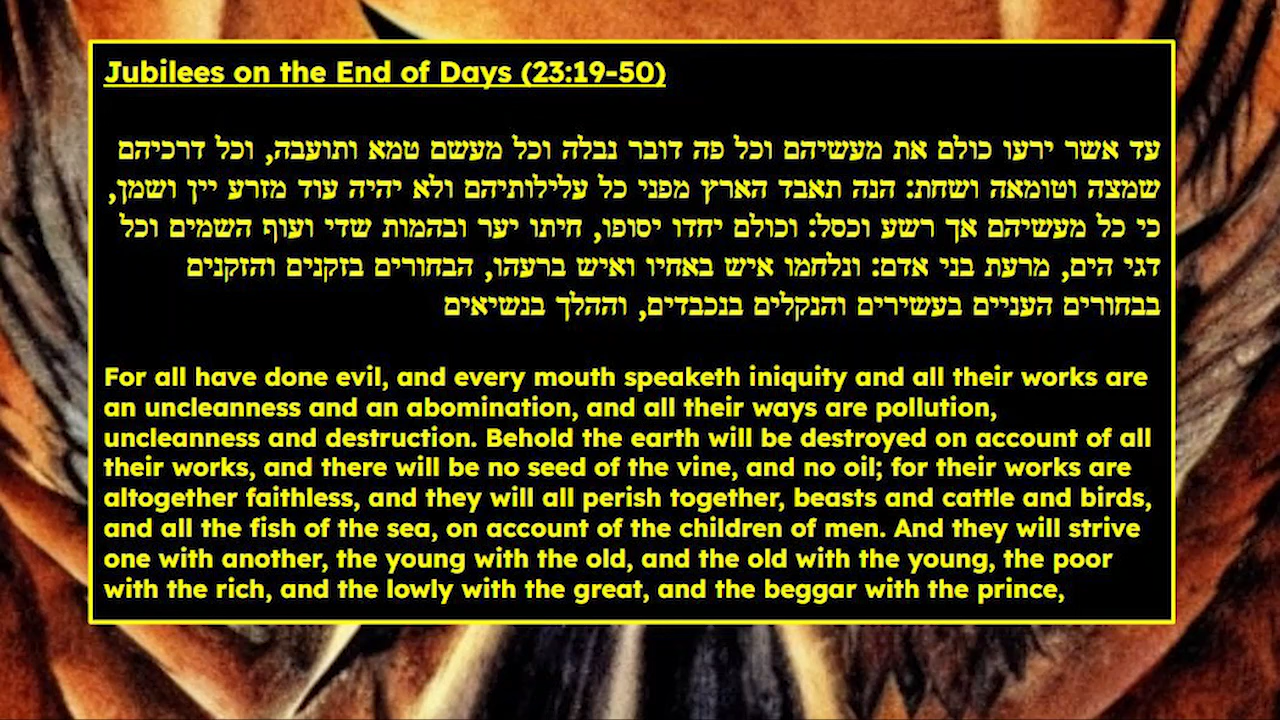 Jubilees on the End of Days (23:19-50)
עד אשר ירעו כולם את מעשיהם וכל פה דובר נבלה וכל מעשם טמא ותועבה, וכל דרכיהם
שמצה וטומאה ושחת: הנה תאבד הארץ מפני כל עלילותיהם ולא יהיה עוד מזרע יין ושמן,
כי כל מעשיהם אך רשע וכסל: וכולם יחדו יסופו, חיתו יער ובהמות שדי ועוף השמים וכל
דגי הים, מרעת בני אדם: ונלחמו איש באחיו ואיש ברעהו, הבחורים בזקנים והזקנים
בבחורים העניים בעשירים והנקלים בנכבדים, וההלך בנשיאים
For all have done evil, and every mouth speaketh iniquity and all their works are
an uncleanness and an abomination, and all their ways are pollution,
uncleanness and destruction. Behold the earth will be destroyed on account of all
their works, and there will be no seed of the vine, and no oil; for their works are
altogether faithless, and they will all perish together, beasts and cattle and birds,
and all the fish of the sea, on account of the children of men. And they will strive
one with another, the young with the old, and the old with the young, the poor
with the rich, and the lowly with the great, and the beggar with the prince,